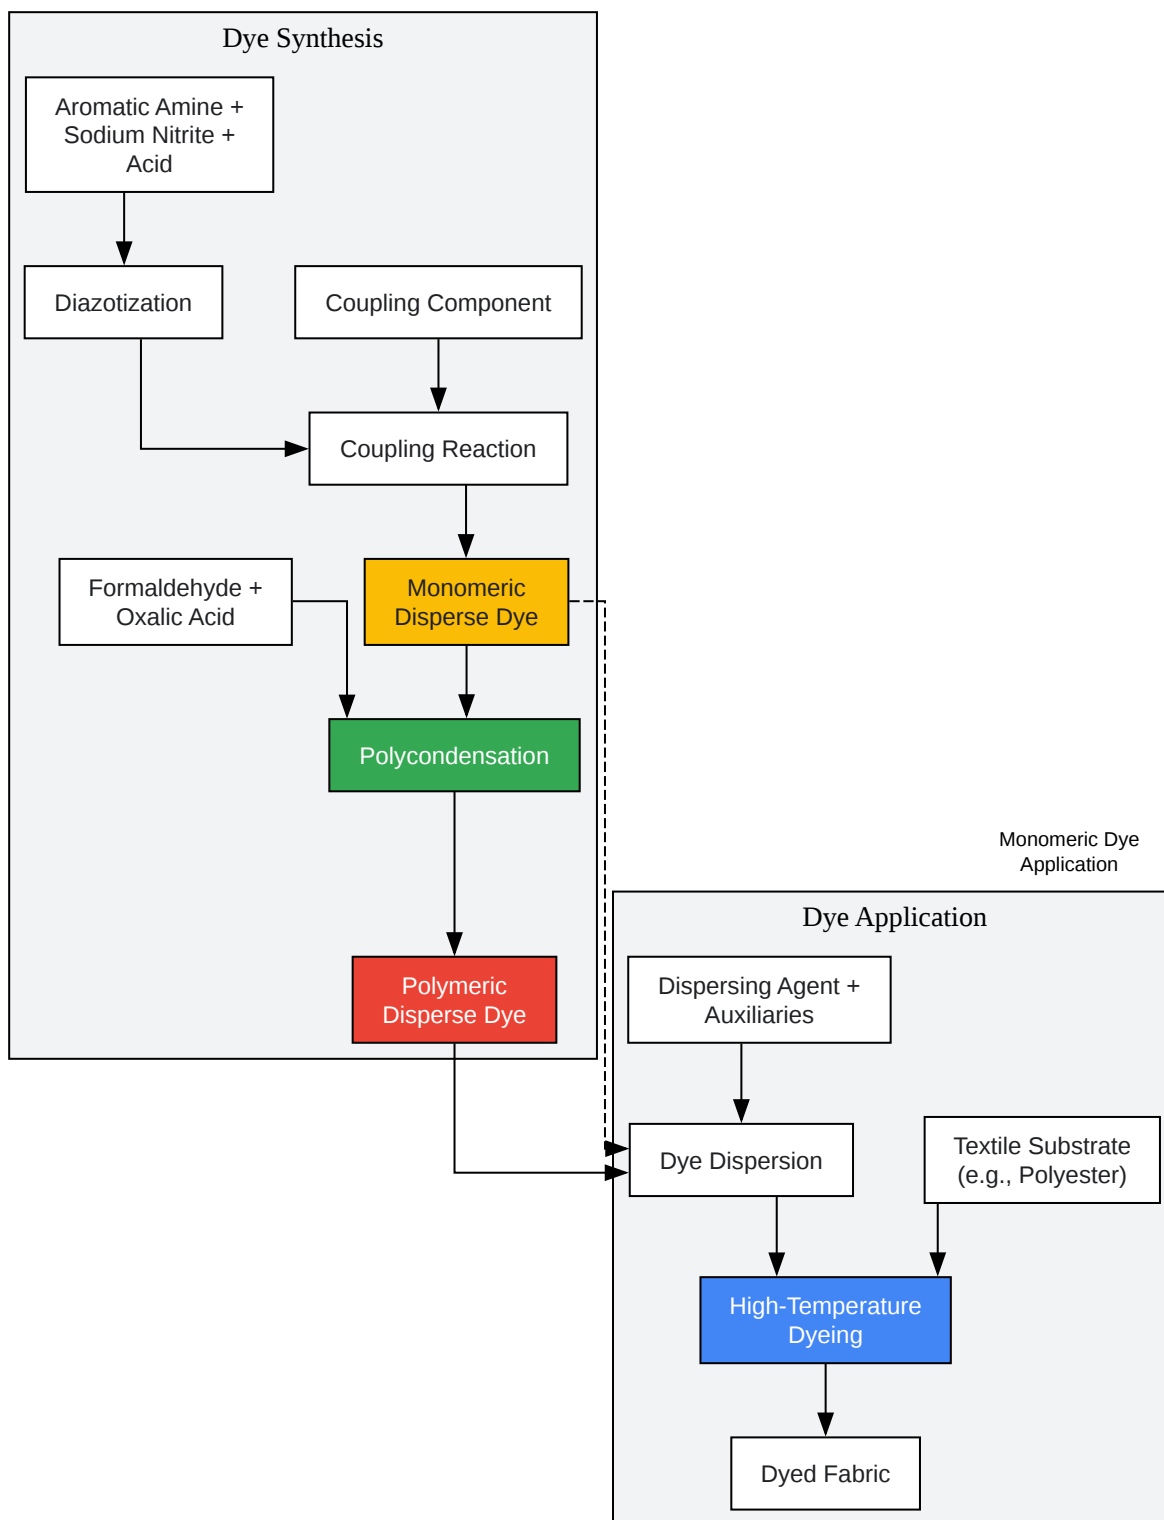 Dye Synthesis
Aromatic Amine +
Sodium Nitrite +
Acid
Diazotization
Coupling Component
Coupling Reaction
Formaldehyde +
Oxalic Acid
Monomeric
Disperse Dye
Polycondensation
Polymeric
Disperse Dye
Monomeric Dye
Application
Dye Application
Dispersing Agent +
Auxiliaries
Dye Dispersion
Textile Substrate
(e.g., Polyester)
High-Temperature
Dyeing
Dyed Fabric